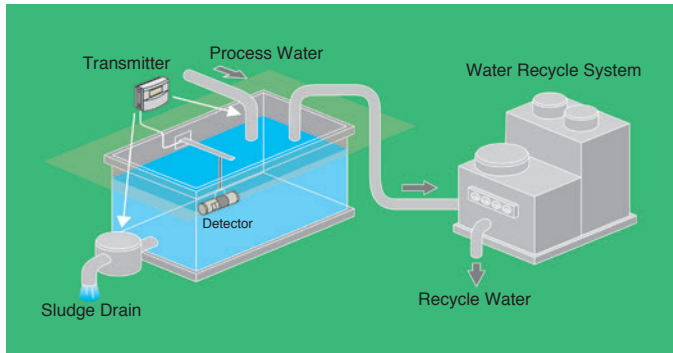 Process Water
Transmitter
Water Recycle System
Detector
Recycle Water
Sludge Drain